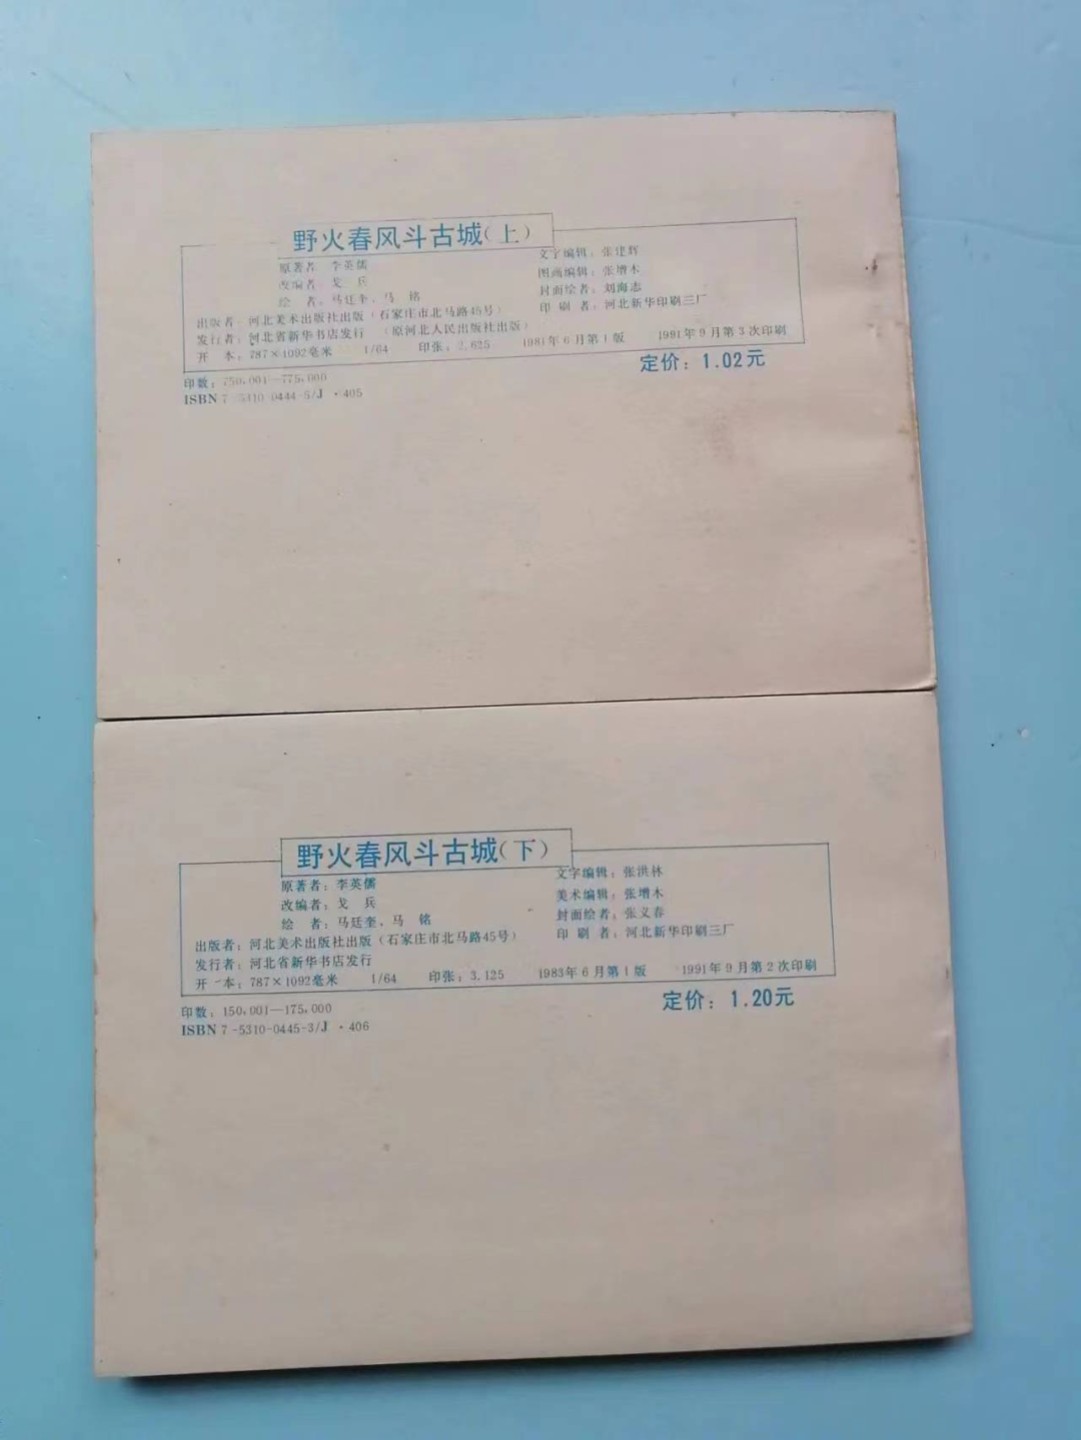 野火春风斗古城（上）
原著者：李英儒
改编者：戈　兵
绘　者：马廷奎、马　铭
文字编辑：张建辉
图画编辑：张增木
封面绘者：刘海志
印 刷 者：河北新华印刷三厂
出版者：河北美术出版社出版（石家庄市北马路45号）
发行者：河北省新华书店发行　（原河北人民出版社出版）
开　本：787×1092毫米　1/64　印张：2.625　1981年6月第1版　1991年9月第3次印刷
印数：750,001—775,000　定价：1.02元
ISBN 7-5310-0444-5/J・405
野火春风斗古城（下）
原著者：李英儒
改编者：戈　兵
绘　者：马廷奎、马　铭
文字编辑：张洪林
美术编辑：张增木
封面绘者：张义春
印 刷 者：河北新华印刷三厂
出版者：河北美术出版社出版（石家庄市北马路45号）
发行者：河北省新华书店发行
开　本：787×1092毫米　1/64　印张：3.125　1983年6月第1版　1991年9月第2次印刷
印数：150,001—175,000　定价：1.20元
ISBN 7-5310-0445-3/J・406